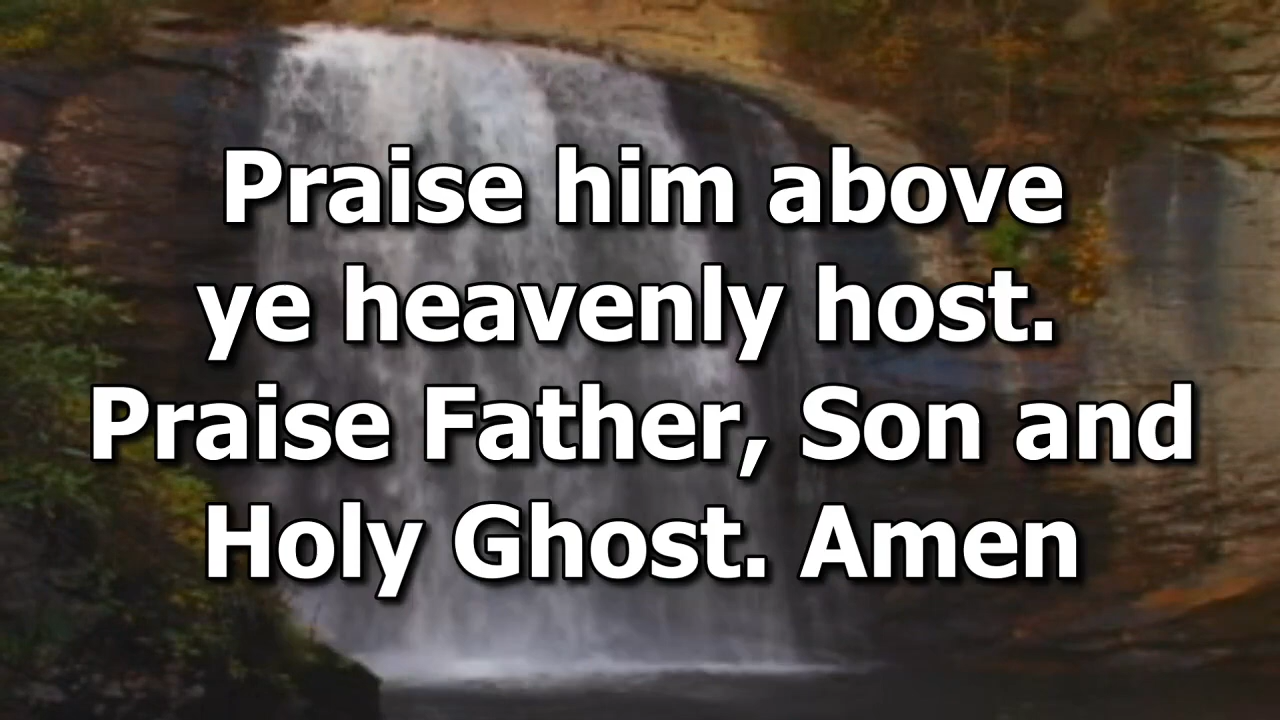 Praise him above
ye heavenly host.
Praise Father, Son and
Holy Ghost. Amen